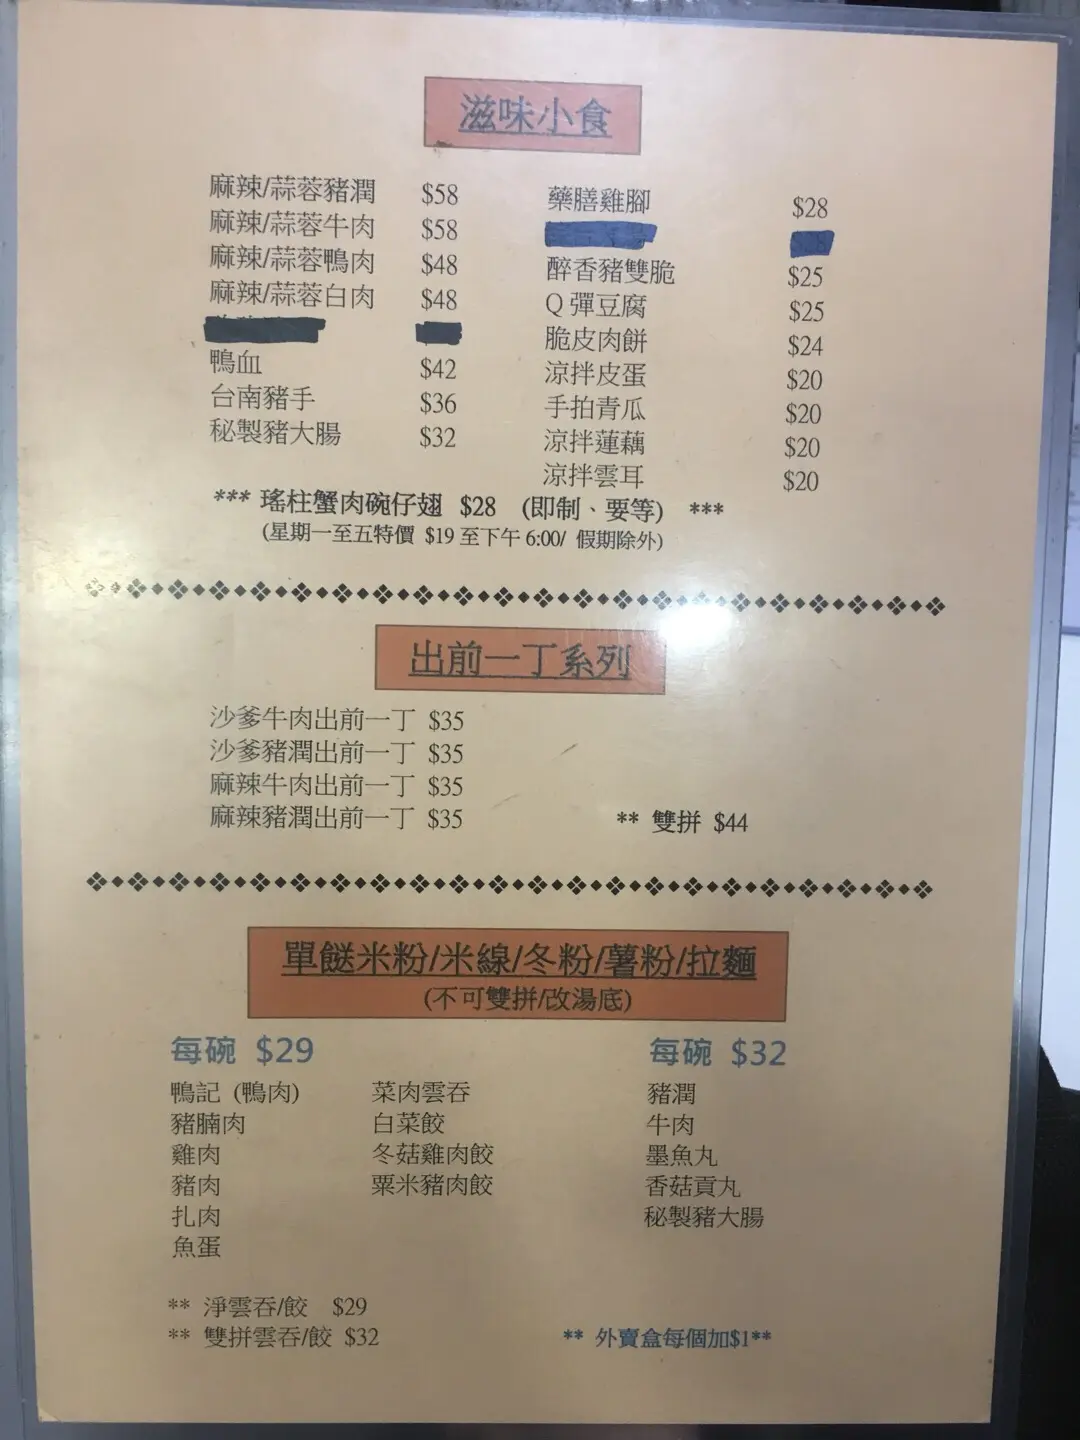 滋味小食
麻辣/蒜蓉豬潤 $58
麻辣/蒜蓉牛肉 $58
麻辣/蒜蓉鴨肉 $48
麻辣/蒜蓉白肉 $48
鴨血 $42
台南豬手 $36
秘製豬大腸 $32
藥膳雞腳 $28
醉香豬雙脆 $25
Q 彈豆腐 $25
脆皮肉餅 $24
涼拌皮蛋 $20
手拍青瓜 $20
涼拌蓮藕 $20
涼拌雲耳 $20
*** 瑤柱蟹肉碗仔翅 $28 (即制、要等) ***
(星期一至五特價 $19 至下午 6:00/ 假期除外)
出前一丁系列
沙爹牛肉出前一丁 $35
沙爹豬潤出前一丁 $35
麻辣牛肉出前一丁 $35
麻辣豬潤出前一丁 $35
** 雙拼 $44
單餸米粉/米線/冬粉/薯粉/拉麵
(不可雙拼/改湯底)
每碗 $29
鴨記 (鴨肉)
豬腩肉
雞肉
豬肉
扎肉
魚蛋
菜肉雲吞
白菜餃
冬菇雞肉餃
粟米豬肉餃
每碗 $32
豬潤
牛肉
墨魚丸
香菇貢丸
秘製豬大腸
** 淨雲吞/餃 $29
** 雙拼雲吞/餃 $32
** 外賣盒每個加$1**